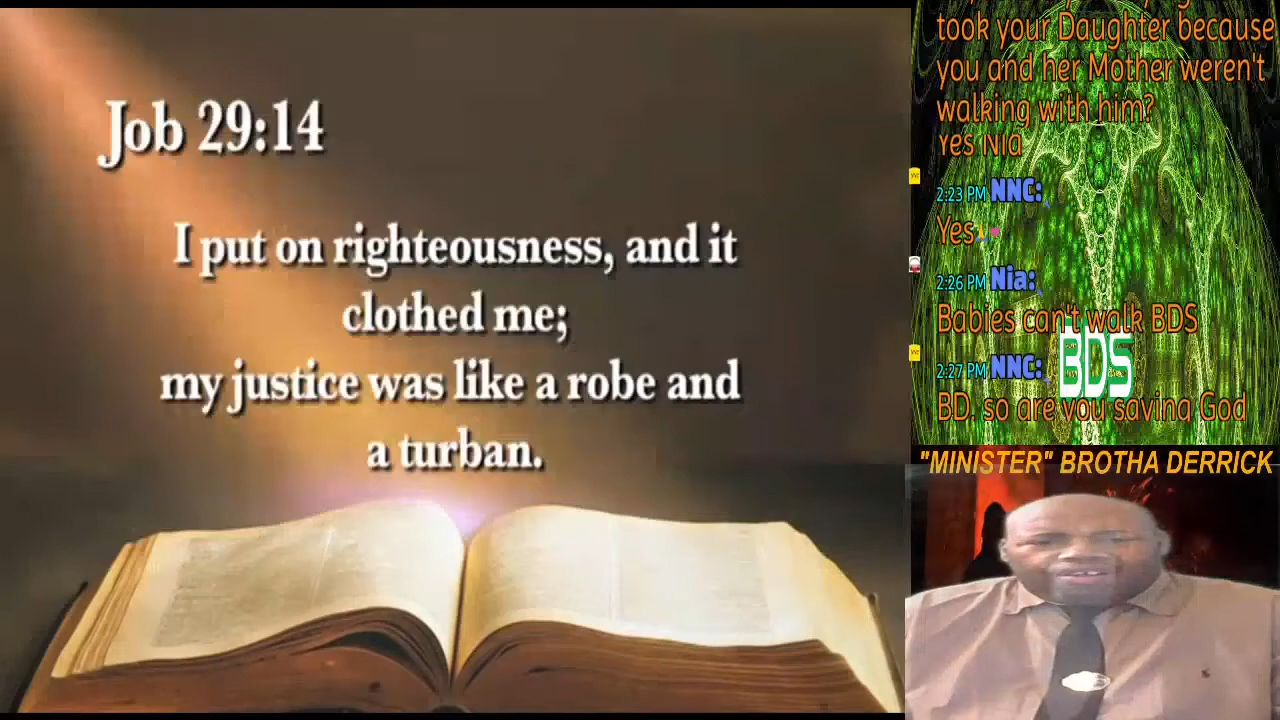 Job 29:14
I put on righteousness, and it
clothed me;
my justice was like a robe and
a turban.
took your Daughter because
you and her Mother weren't
walking with him?
Yes Nia
2:23 PM NNC:
Yes
2:26 PM Nia:
Babies can't walk BDS
2:27 PM NNC:
BD. so are you saying God
BDS
"MINISTER" BROTHA DERRICK